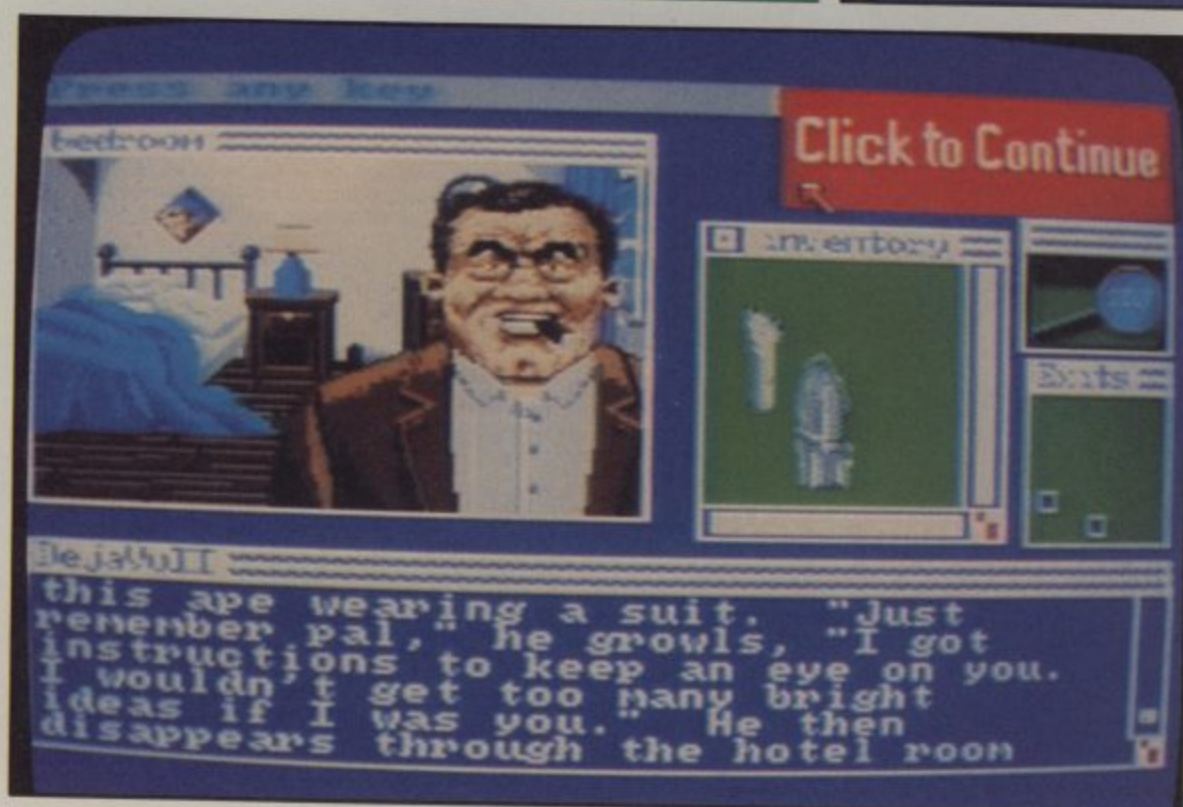 Press any key
Click to Continue
bedroom
inventory
Exits
DejaVuII
this ape wearing a suit. "Just
remember pal," he growls, "I got
instructions to keep an eye on you.
I wouldn't get too many bright
ideas if I was you." He then
disappears through the hotel room